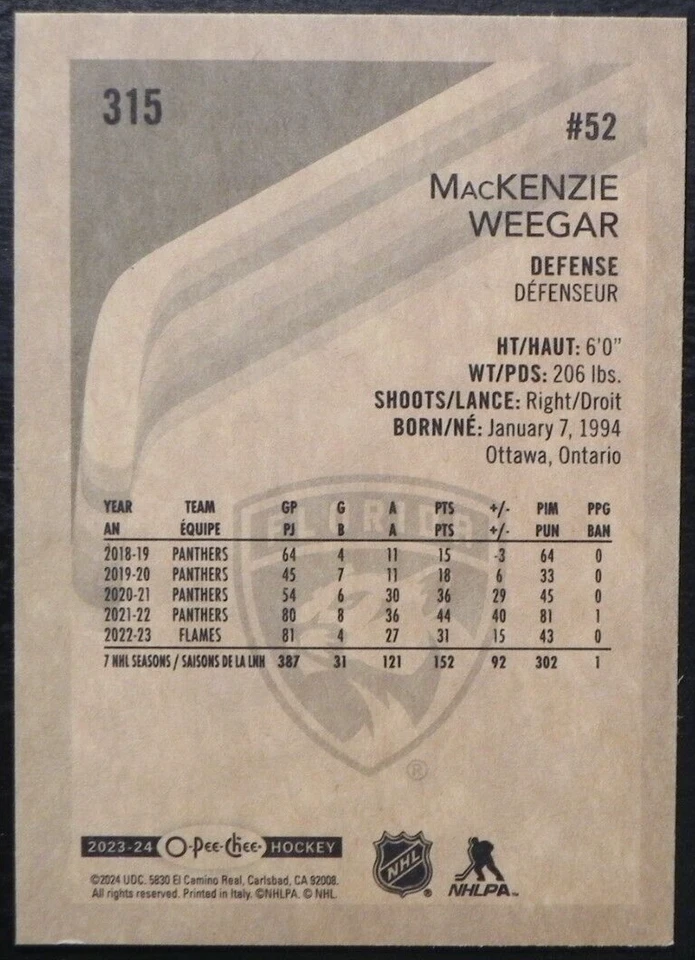 315
#52
MacKENZIE
WEEGAR
DEFENSE
DÉFENSEUR
HT/HAUT: 6'0"
WT/PDS: 206 lbs.
SHOOTS/LANCE: Right/Droit
BORN/NÉ: January 7, 1994
Ottawa, Ontario
FLORIDA
YEAR TEAM GP G A PTS +/- PIM PPG
AN ÉQUIPE PJ B A PTS +/- PUN BAN
2018-19 PANTHERS 64 4 11 15 -3 64 0
2019-20 PANTHERS 45 7 11 18 6 33 0
2020-21 PANTHERS 54 6 30 36 29 45 0
2021-22 PANTHERS 80 8 36 44 40 81 1
2022-23 FLAMES 81 4 27 31 15 43 0
7 NHL SEASONS / SAISONS DE LA LNH 387 31 121 152 92 302 1
®
2023-24 O-Pee-Chee HOCKEY
©2024 UDC. 5830 El Camino Real, Carlsbad, CA 92008.
All rights reserved. Printed in Italy. ©NHLPA. © NHL.
NHL ®
NHLPA™